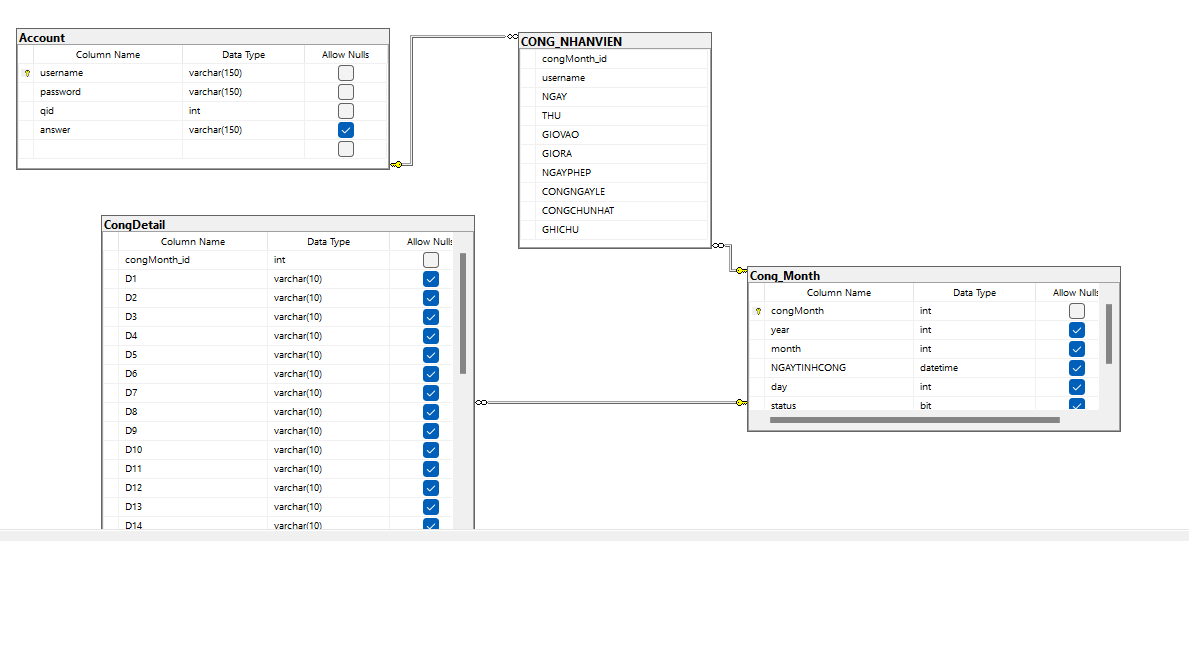 Account
Column Name Data Type Allow Nulls
username varchar(150)
password varchar(150)
qid int
answer varchar(150)
CONG_NHANVIEN
congMonth_id
username
NGAY
THU
GIOVAO
GIORA
NGAYPHEP
CONGNGAYLE
CONGCHUNHAT
GHICHU
CongDetail
Column Name Data Type Allow Nulls
congMonth_id int
D1 varchar(10)
D2 varchar(10)
D3 varchar(10)
D4 varchar(10)
D5 varchar(10)
D6 varchar(10)
D7 varchar(10)
D8 varchar(10)
D9 varchar(10)
D10 varchar(10)
D11 varchar(10)
D12 varchar(10)
D13 varchar(10)
D14 varchar(10)
Cong_Month
Column Name Data Type Allow Nulls
congMonth int
year int
month int
NGAYTINHCONG datetime
day int
status bit